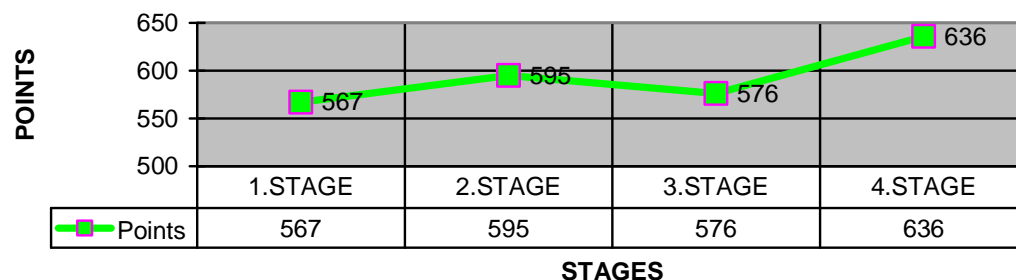 POINTS
650
636
600
595
576
567
550
500
1.STAGE 2.STAGE 3.STAGE 4.STAGE
Points 567 595 576 636
STAGES